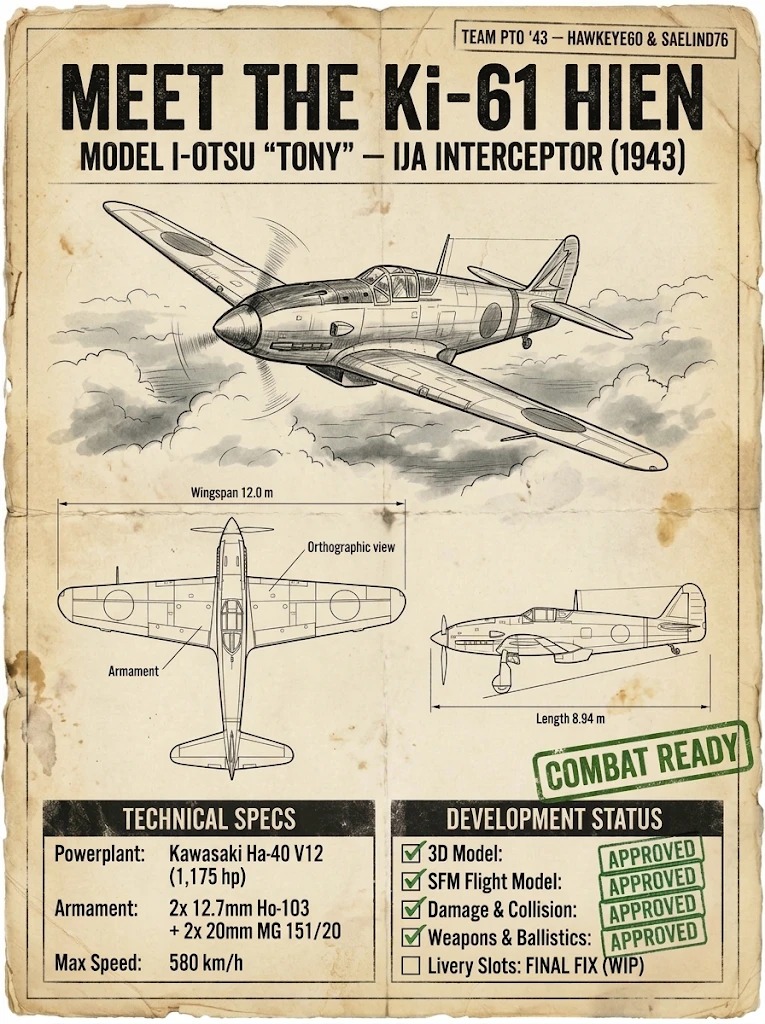 TEAM PTO '43 – HAWKEYE60 & SAELIND76
MEET THE Ki-61 HIEN
MODEL I-OTSU “TONY” – IJA INTERCEPTOR (1943)
Wingspan 12.0 m
Orthographic view
Armament
Length 8.94 m
COMBAT READY
TECHNICAL SPECS
Powerplant: Kawasaki Ha-40 V12
(1,175 hp)
Armament: 2x 12.7mm Ho-103
+ 2x 20mm MG 151/20
Max Speed: 580 km/h
DEVELOPMENT STATUS
3D Model: APPROVED
SFM Flight Model: APPROVED
Damage & Collision: APPROVED
Weapons & Ballistics: APPROVED
Livery Slots: FINAL FIX (WIP)